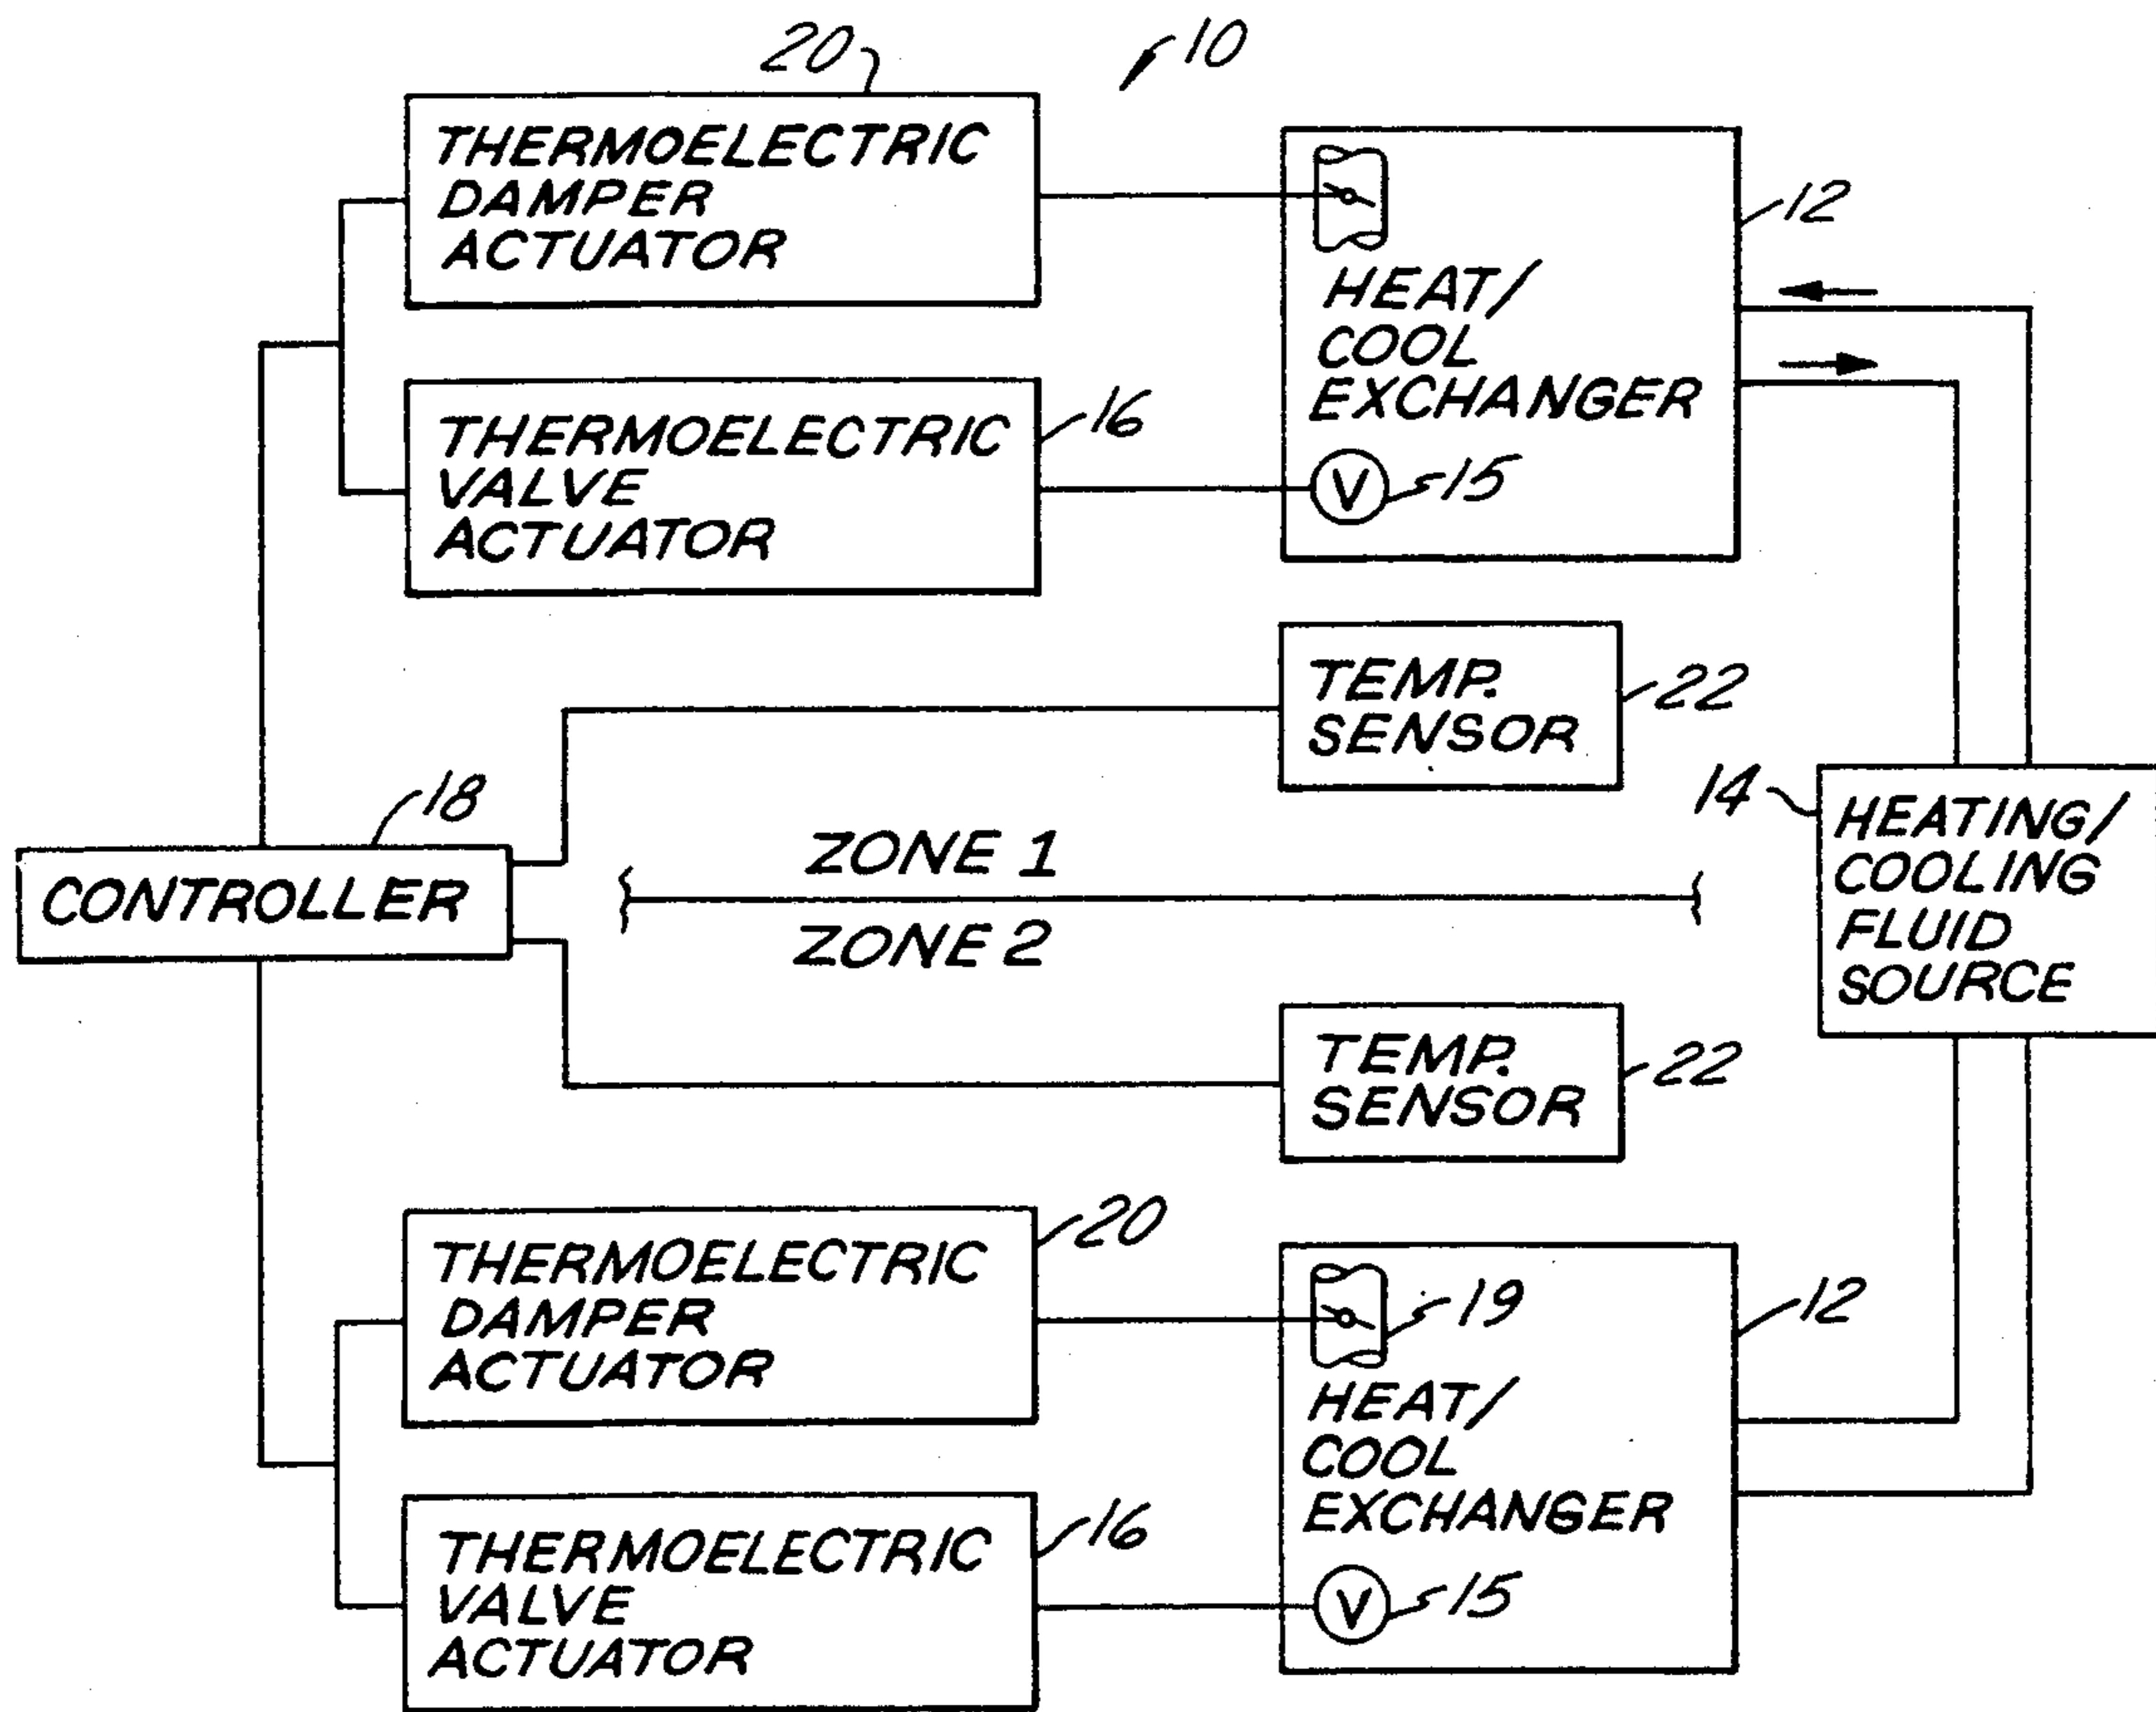 20
10
THERMOELECTRIC
DAMPER
ACTUATOR
12
HEAT/
COOL
EXCHANGER
THERMOELECTRIC
VALVE
ACTUATOR
16
V
15
TEMP.
SENSOR
22
18
CONTROLLER
ZONE 1
ZONE 2
14
HEATING/
COOLING
FLUID
SOURCE
TEMP.
SENSOR
22
THERMOELECTRIC
DAMPER
ACTUATOR
20
19
12
HEAT/
COOL
EXCHANGER
THERMOELECTRIC
VALVE
ACTUATOR
16
V
15